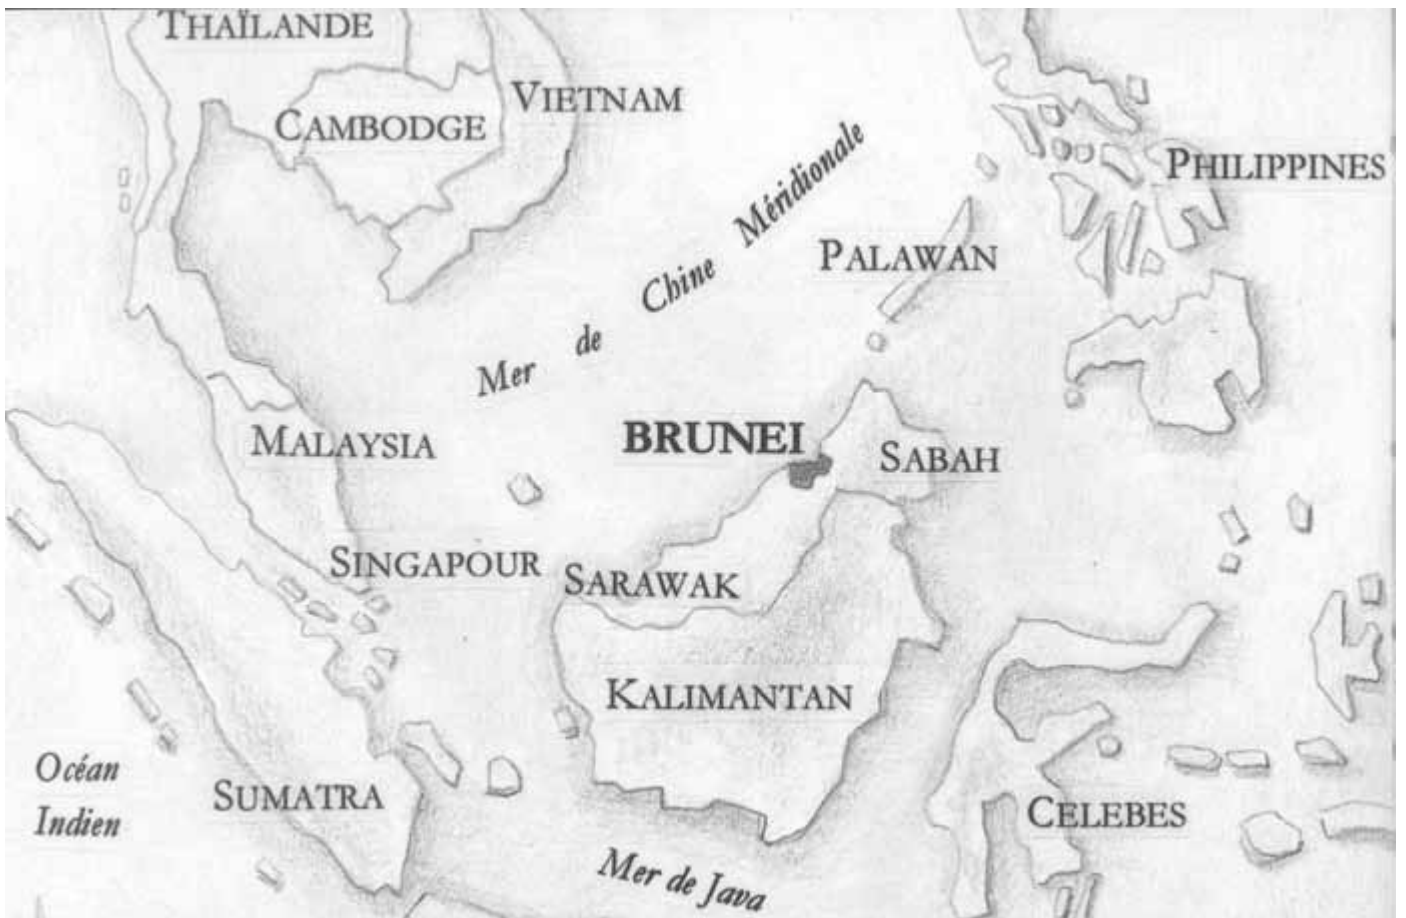 THAÏLANDE
VIETNAM
CAMBODGE
PHILIPPINES
Mer de Chine Méridionale
PALAWAN
BRUNEI
MALAYSIA
SABAH
SINGAPOUR
SARAWAK
KALIMANTAN
Océan
Indien
SUMATRA
CELEBES
Mer de Java